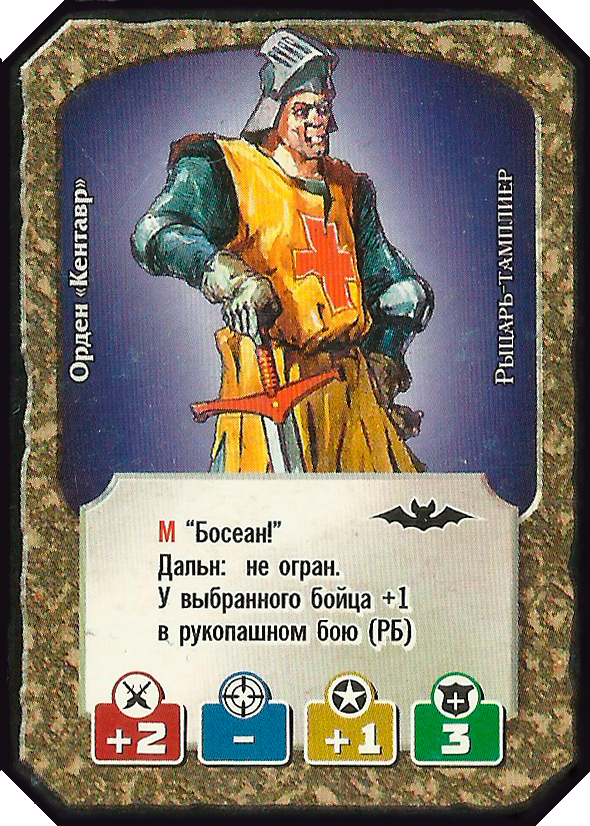 Орден «Кентавр»
Рыцарь-тамплиер
М “Босеан!”
Дальн: не огран.
У выбранного бойца +1
в рукопашном бою (РБ)
+2 - +1 3